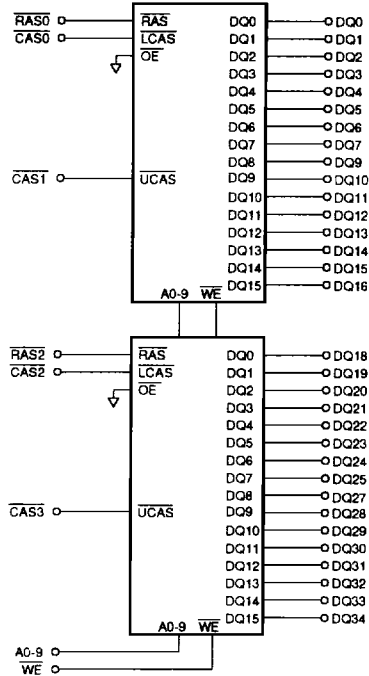 RAS0 RAS DQ0 DQ0
CAS0 LCAS DQ1 DQ1
OE DQ2 DQ2
DQ3 DQ3
DQ4 DQ4
DQ5 DQ5
DQ6 DQ6
DQ7 DQ7
DQ8 DQ9
CAS1 UCAS DQ9 DQ10
DQ10 DQ11
DQ11 DQ12
DQ12 DQ13
DQ13 DQ14
DQ14 DQ15
DQ15 DQ16
A0-9 WE
RAS2 RAS DQ0 DQ18
CAS2 LCAS DQ1 DQ19
OE DQ2 DQ20
DQ3 DQ21
DQ4 DQ22
DQ5 DQ23
DQ6 DQ24
DQ7 DQ25
DQ8 DQ27
CAS3 UCAS DQ9 DQ28
DQ10 DQ29
DQ11 DQ30
DQ12 DQ31
DQ13 DQ32
DQ14 DQ33
DQ15 DQ34
A0-9 WE
A0-9
WE